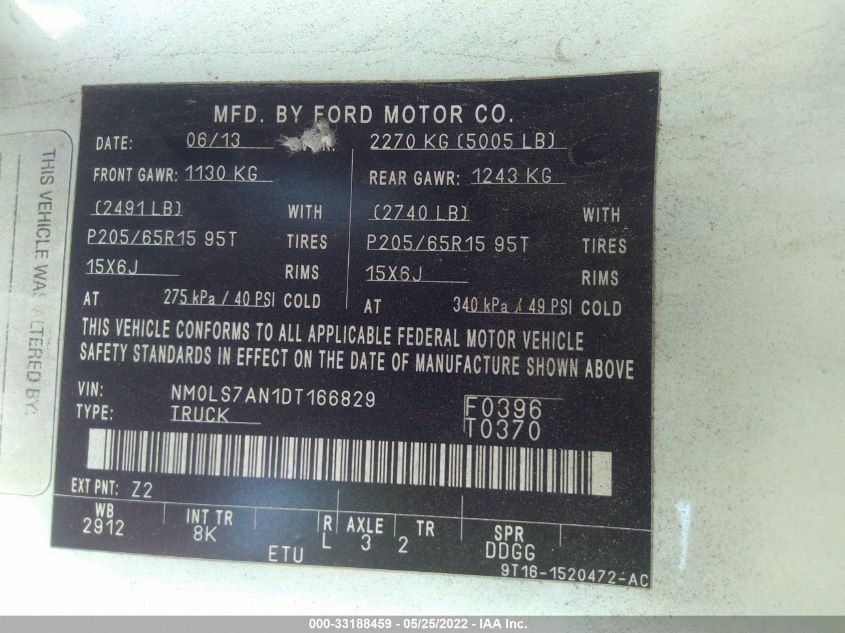 MFD. BY FORD MOTOR CO.
DATE: 06/13 2270 KG (5005 LB)
FRONT GAWR: 1130 KG REAR GAWR: 1243 KG
(2491 LB) WITH (2740 LB) WITH
P205/65R15 95T TIRES P205/65R15 95T TIRES
15X6J RIMS 15X6J RIMS
AT 275 kPa / 40 PSI COLD AT 340 kPa / 49 PSI COLD
THIS VEHICLE CONFORMS TO ALL APPLICABLE FEDERAL MOTOR VEHICLE
SAFETY STANDARDS IN EFFECT ON THE DATE OF MANUFACTURE SHOWN ABOVE
VIN: NM0LS7AN1DT166829 F0396
TYPE: TRUCK T0370
EXT PNT: Z2
WB INT TR R AXLE TR SPR
2912 8K L 3 2 DDGG
ETU
9T16-1520472-AC
THIS VEHICLE WAS ALTERED BY:
000-33188459 - 05/25/2022 - IAA Inc.